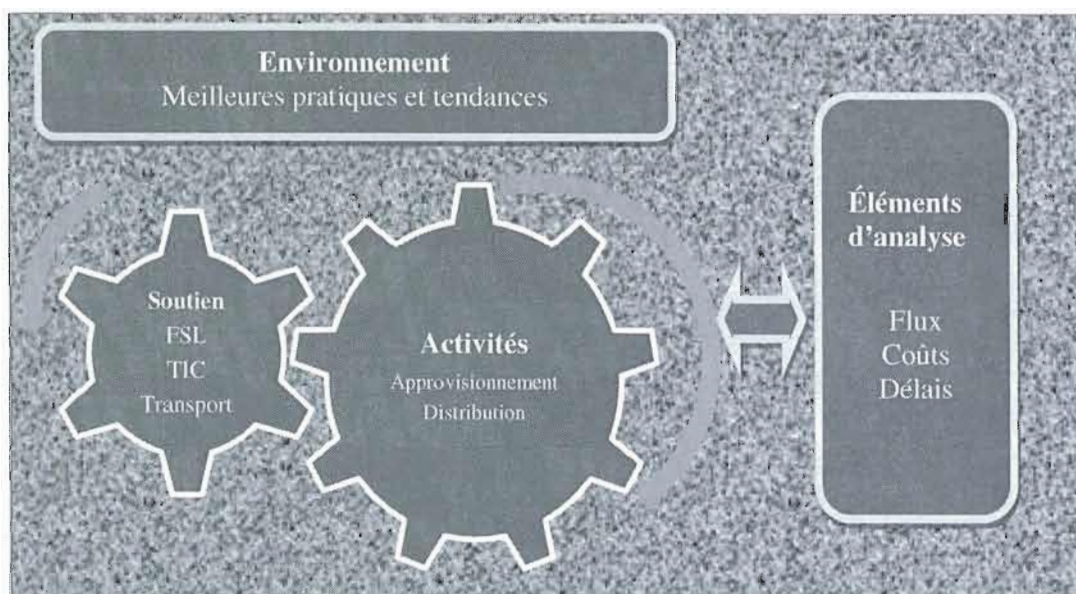 Environnement
Meilleures pratiques et tendances
Soutien
FSL
TIC
Transport
Activités
Approvisionnement
Distribution
Éléments
d'analyse
Flux
Coûts
Délais